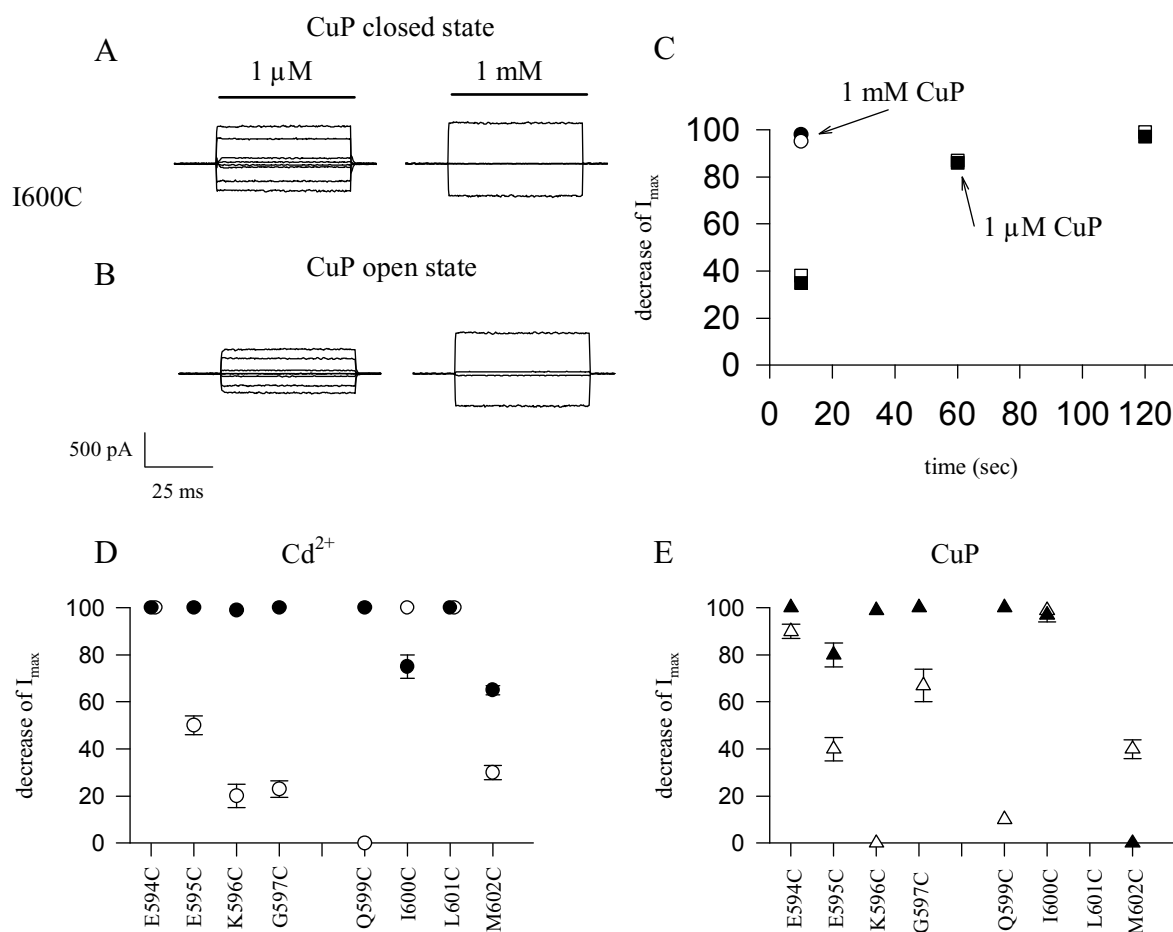 A
CuP closed state
1 µM
1 mM
I600C
B
CuP open state
500 pA
25 ms
C
1 mM CuP
1 µM CuP
decrease of Imax
100
80
60
40
20
0
0 20 40 60 80 100 120
time (sec)
D
Cd2+
decrease of Imax
100
80
60
40
20
0
E594C
E595C
K596C
G597C
Q599C
I600C
L601C
M602C
E
CuP
decrease of Imax
100
80
60
40
20
0
E594C
E595C
K596C
G597C
Q599C
I600C
L601C
M602C